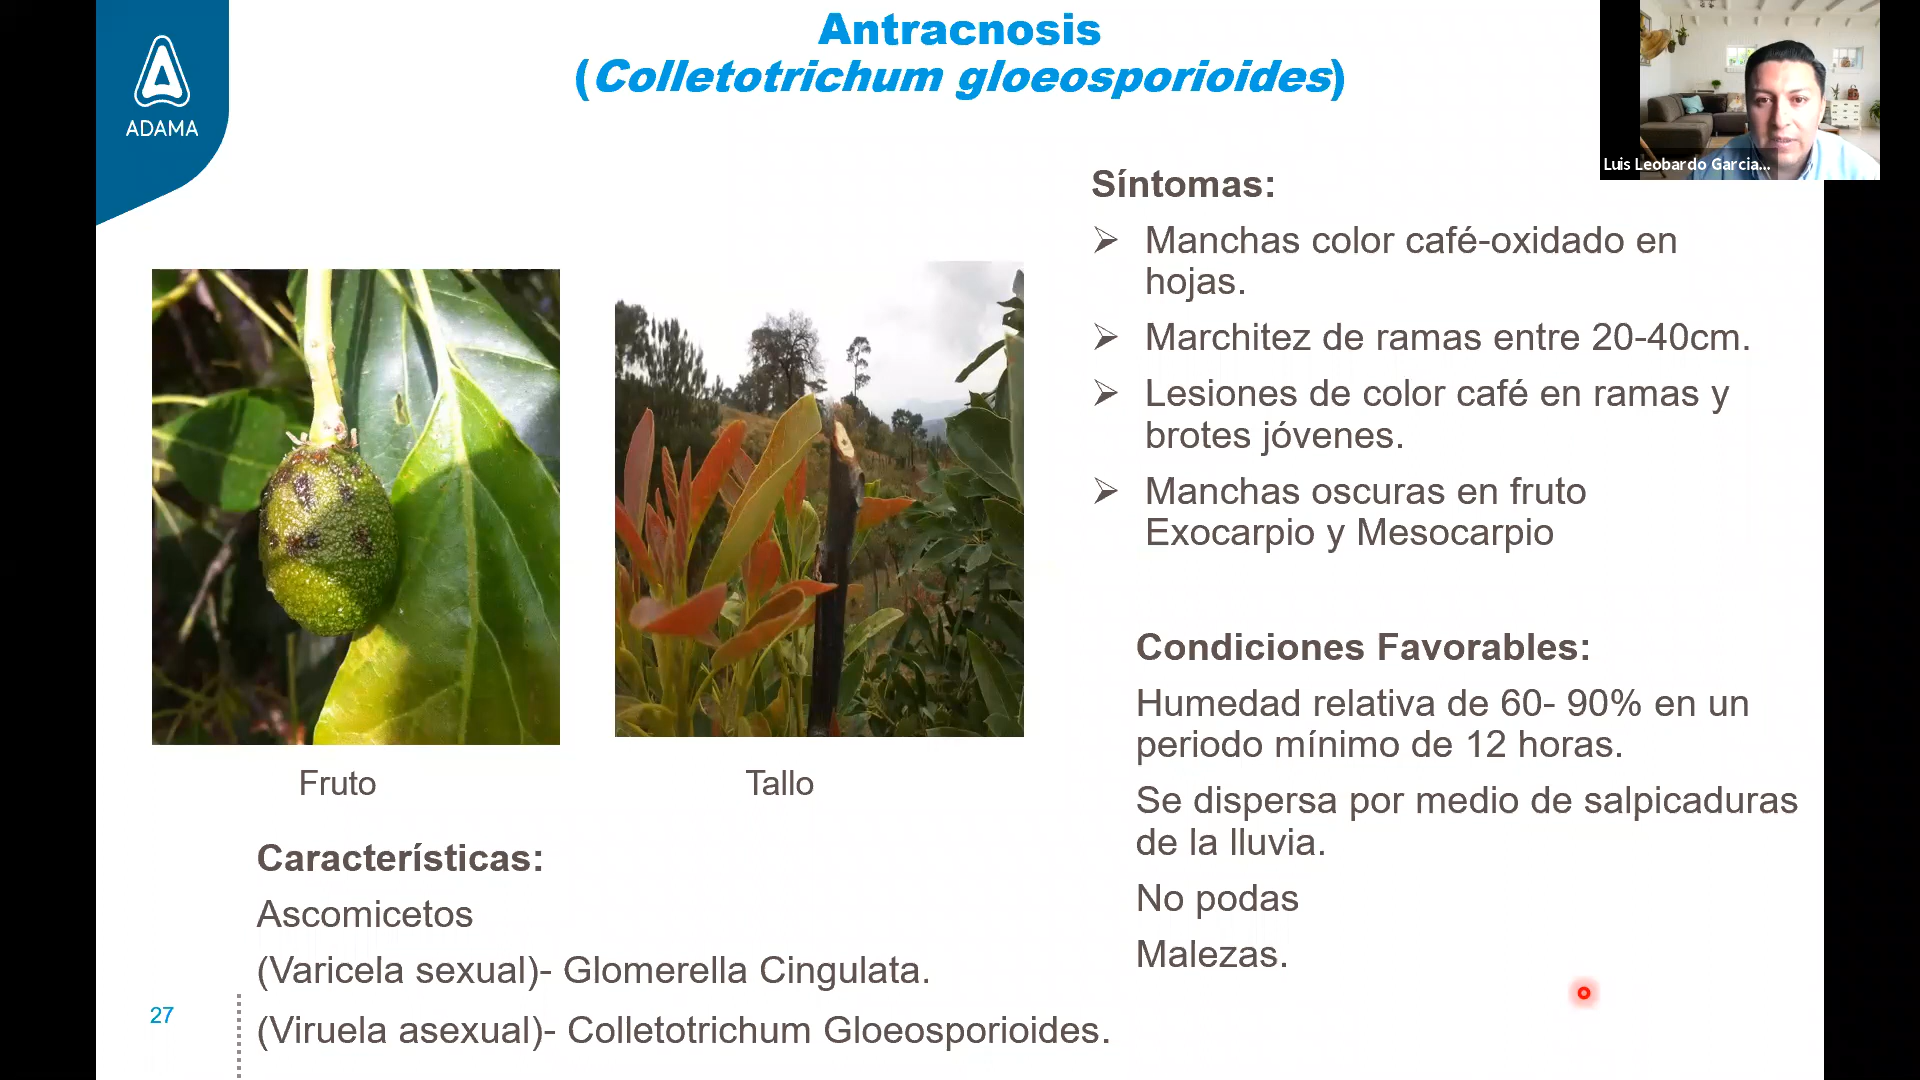 Antracnosis
(Colletotrichum gloeosporioides)
ADAMA
Luis Leobardo Garcia...
Síntomas:
Manchas color café-oxidado en
hojas.
Marchitez de ramas entre 20-40cm.
Lesiones de color café en ramas y
brotes jóvenes.
Manchas oscuras en fruto
Exocarpio y Mesocarpio
Condiciones Favorables:
Humedad relativa de 60- 90% en un
periodo mínimo de 12 horas.
Se dispersa por medio de salpicaduras
de la lluvia.
No podas
Malezas.
Fruto
Tallo
Características:
Ascomicetos
(Varicela sexual)- Glomerella Cingulata.
(Viruela asexual)- Colletotrichum Gloeosporioides.
27